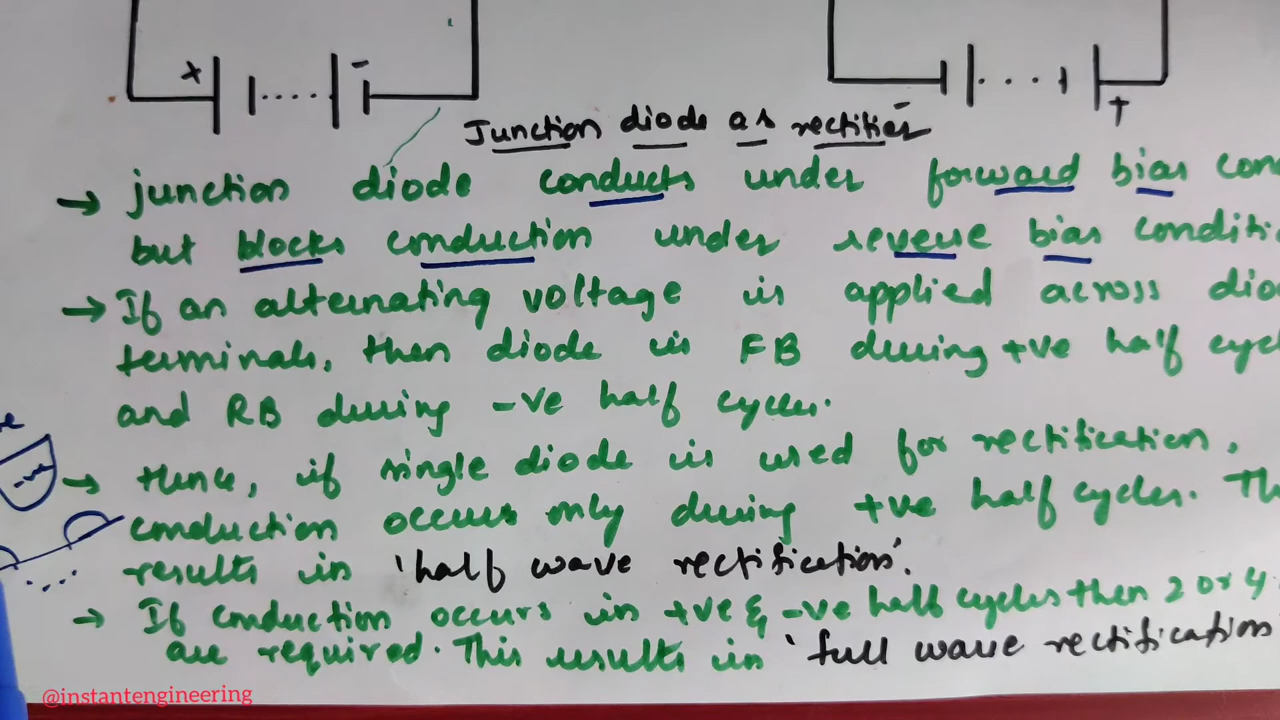 + -
+
Junction diode as rectifier
→ junction diode conducts under forward bias
but blocks conduction under reverse bias
→ If an alternating voltage is applied across
terminals, then diode is FB during +ve half
and RB during -ve half cycles.
-ve
→ Hence, if single diode is used for rectification,
conduction occurs only during +ve half cycles.
results in 'half wave rectification'.
→ If conduction occurs in +ve & -ve half cycles then 2 or 4
are required. This results in 'full wave rectification
@instantengineering